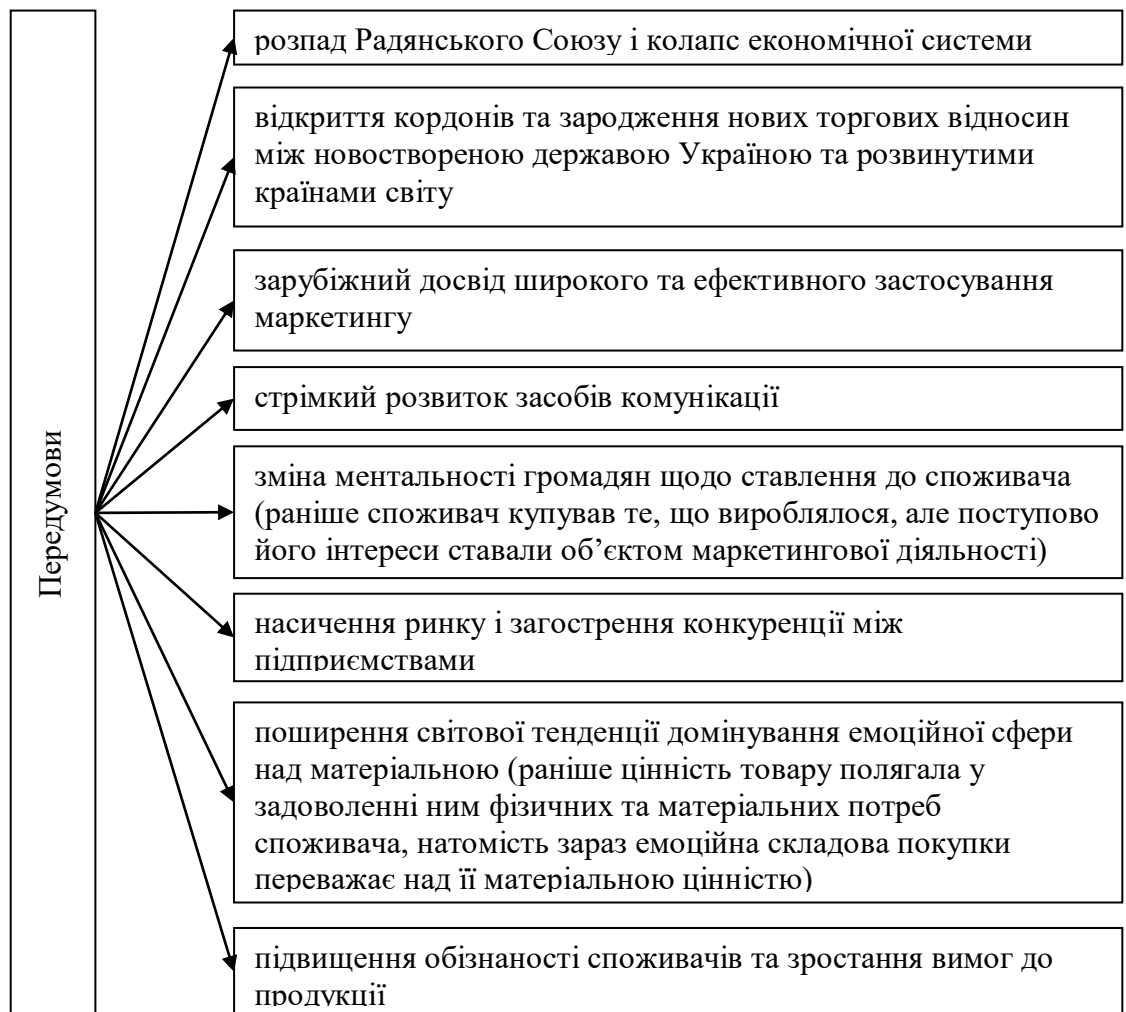 Передумови
розпад Радянського Союзу і колапс економічної системи
відкриття кордонів та зародження нових торгових відносин
між новоствореною державою Україною та розвинутими
країнами світу
зарубіжний досвід широкого та ефективного застосування
маркетингу
стрімкий розвиток засобів комунікації
зміна ментальності громадян щодо ставлення до споживача
(раніше споживач купував те, що вироблялося, але поступово
його інтереси ставали об’єктом маркетингової діяльності)
насичення ринку і загострення конкуренції між
підприємствами
поширення світової тенденції домінування емоційної сфери
над матеріальною (раніше цінність товару полягала у
задоволенні ним фізичних та матеріальних потреб
споживача, натомість зараз емоційна складова покупки
переважає над її матеріальною цінністю)
підвищення обізнаності споживачів та зростання вимог до
продукції